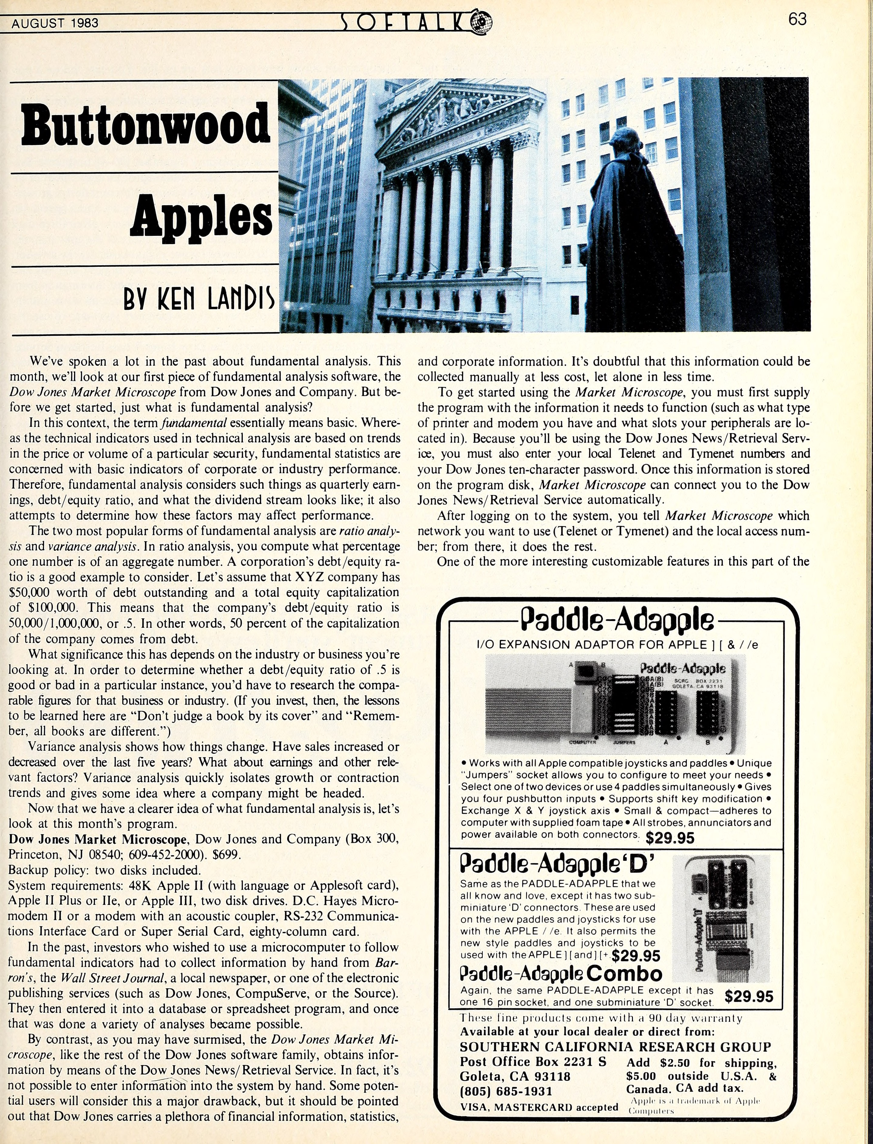 AUGUST 1983
SOFTALK
63
Buttonwood
Apples
BY KEN LANDIS
We've spoken a lot in the past about fundamental analysis. This
month, we'll look at our first piece of fundamental analysis software, the
Dow Jones Market Microscope from Dow Jones and Company. But be-
fore we get started, just what is fundamental analysis?
In this context, the term fundamental essentially means basic. Where-
as the technical indicators used in technical analysis are based on trends
in the price or volume of a particular security, fundamental statistics are
concerned with basic indicators of corporate or industry performance.
Therefore, fundamental analysis considers such things as quarterly earn-
ings, debt/equity ratio, and what the dividend stream looks like; it also
attempts to determine how these factors may affect performance.
The two most popular forms of fundamental analysis are ratio analy-
sis and variance analysis. In ratio analysis, you compute what percentage
one number is of an aggregate number. A corporation's debt/equity ra-
tio is a good example to consider. Let's assume that XYZ company has
$50,000 worth of debt outstanding and a total equity capitalization
of $100,000. This means that the company's debt/equity ratio is
50,000/1,000,000, or .5. In other words, 50 percent of the capitalization
of the company comes from debt.
What significance this has depends on the industry or business you're
looking at. In order to determine whether a debt/equity ratio of .5 is
good or bad in a particular instance, you'd have to research the compa-
rable figures for that business or industry. (If you invest, then, the lessons
to be learned here are "Don't judge a book by its cover" and "Remem-
ber, all books are different.")
Variance analysis shows how things change. Have sales increased or
decreased over the last five years? What about earnings and other rele-
vant factors? Variance analysis quickly isolates growth or contraction
trends and gives some idea where a company might be headed.
Now that we have a clearer idea of what fundamental analysis is, let's
look at this month's program.
Dow Jones Market Microscope, Dow Jones and Company (Box 300,
Princeton, NJ 08540; 609-452-2000). $699.
Backup policy: two disks included.
System requirements: 48K Apple II (with language or Applesoft card),
Apple II Plus or IIe, or Apple III, two disk drives. D.C. Hayes Micro-
modem II or a modem with an acoustic coupler, RS-232 Communica-
tions Interface Card or Super Serial Card, eighty-column card.
In the past, investors who wished to use a microcomputer to follow
fundamental indicators had to collect information by hand from Bar-
ron's, the Wall Street Journal, a local newspaper, or one of the electronic
publishing services (such as Dow Jones, CompuServe, or the Source).
They then entered it into a database or spreadsheet program, and once
that was done a variety of analyses became possible.
By contrast, as you may have surmised, the Dow Jones Market Mi-
croscope, like the rest of the Dow Jones software family, obtains infor-
mation by means of the Dow Jones News/Retrieval Service. In fact, it's
not possible to enter information into the system by hand. Some poten-
tial users will consider this a major drawback, but it should be pointed
out that Dow Jones carries a plethora of financial information, statistics,
and corporate information. It's doubtful that this information could be
collected manually at less cost, let alone in less time.
To get started using the Market Microscope, you must first supply
the program with the information it needs to function (such as what type
of printer and modem you have and what slots your peripherals are lo-
cated in). Because you'll be using the Dow Jones News/Retrieval Serv-
ice, you must also enter your local Telenet and Tymenet numbers and
your Dow Jones ten-character password. Once this information is stored
on the program disk, Market Microscope can connect you to the Dow
Jones News/Retrieval Service automatically.
After logging on to the system, you tell Market Microscope which
network you want to use (Telenet or Tymenet) and the local access num-
ber; from there, it does the rest.
One of the more interesting customizable features in this part of the
Paddle-Adapple
I/O EXPANSION ADAPTOR FOR APPLE ][ & //e
A B
Paddle-Adapple
SCRG BOX 2231
GOLETA CA 93118
COMPUTER JUMPERS A B
• Works with all Apple compatible joysticks and paddles • Unique
"Jumpers" socket allows you to configure to meet your needs •
Select one of two devices or use 4 paddles simultaneously • Gives
you four pushbutton inputs • Supports shift key modification •
Exchange X & Y joystick axis • Small & compact—adheres to
computer with supplied foam tape • All strobes, annunciators and
power available on both connectors. $29.95
Paddle-Adapple 'D'
Same as the PADDLE-ADAPPLE that we
all know and love, except it has two sub-
miniature 'D' connectors. These are used
on the new paddles and joysticks for use
with the APPLE //e. It also permits the
new style paddles and joysticks to be
used with the APPLE ][ and ][+ $29.95
Paddle-Adapple Combo
Again, the same PADDLE-ADAPPLE except it has
one 16 pin socket, and one subminiature 'D' socket. $29.95
These fine products come with a 90 day warranty
Available at your local dealer or direct from:
SOUTHERN CALIFORNIA RESEARCH GROUP
Post Office Box 2231 S
Goleta, CA 93118
(805) 685-1931
VISA, MASTERCARD accepted
Add $2.50 for shipping,
$5.00 outside U.S.A. &
Canada. CA add tax.
Apple is a trademark of Apple
Computers